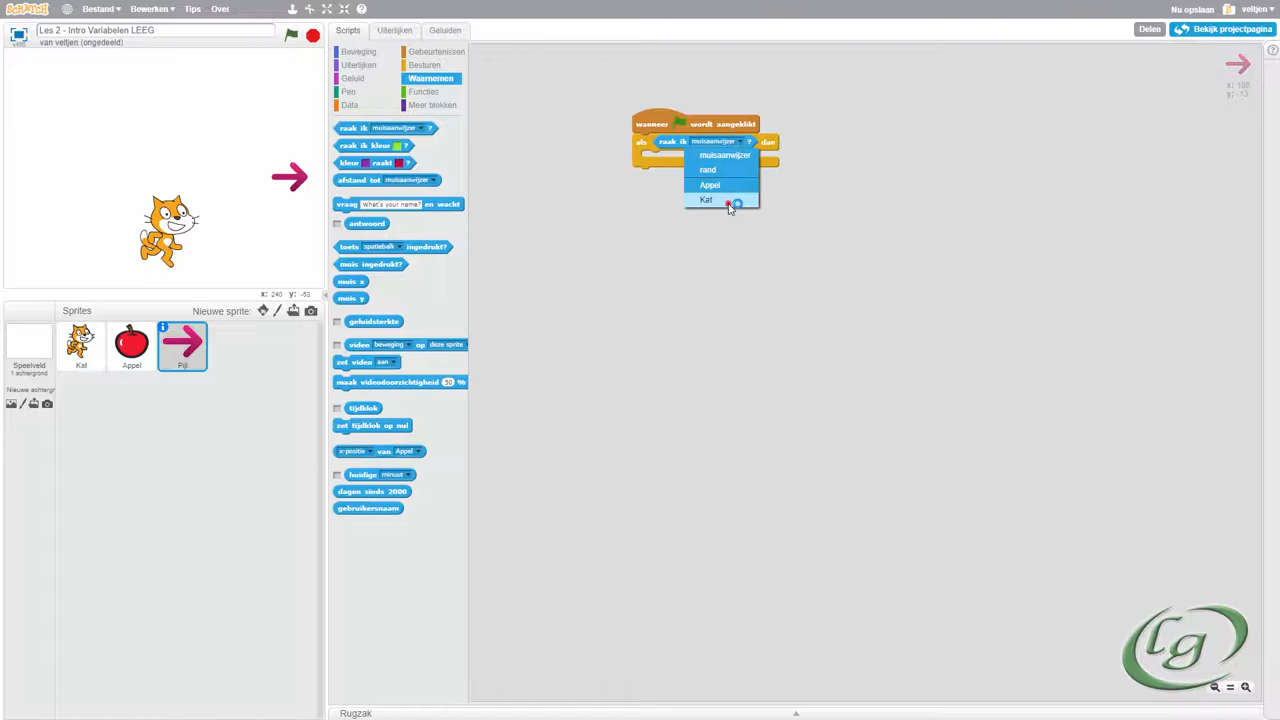 SCRATCH
Bestand
Bewerken
Tips
Over
Nu opslaan
veltjen
Les 2 - Intro Variabelen LEEG
van veltjen (ongedeeld)
Scripts
Uiterlijken
Geluiden
Delen
Bekijk projectpagina
Beweging
Gebeurtenissen
Uiterlijken
Besturen
Geluid
Waarnemen
Pen
Functies
Data
Meer blokken
raak ik muisaanwijzer ?
raak ik kleur ?
kleur raakt ?
afstand tot muisaanwijzer
vraag What's your name? en wacht
antwoord
toets spatiebalk ingedrukt?
muis ingedrukt?
muis x
muis y
geluidsterkte
video beweging op deze sprite
zet video aan
maak videodoorzichtigheid 50 %
tijdklok
zet tijdklok op nul
x-positie van Appel
huidige minuut
dagen sinds 2000
gebruikersnaam
wanneer wordt aangeklikt
als raak ik muisaanwijzer ? dan
muisaanwijzer
rand
Appel
Kat
x: 188
y: -13
x: 240 y: -63
Sprites
Nieuwe sprite:
Speelveld
1 achtergrond
Nieuwe achtergr
Kat
Appel
Pijl
Rugzak
lg